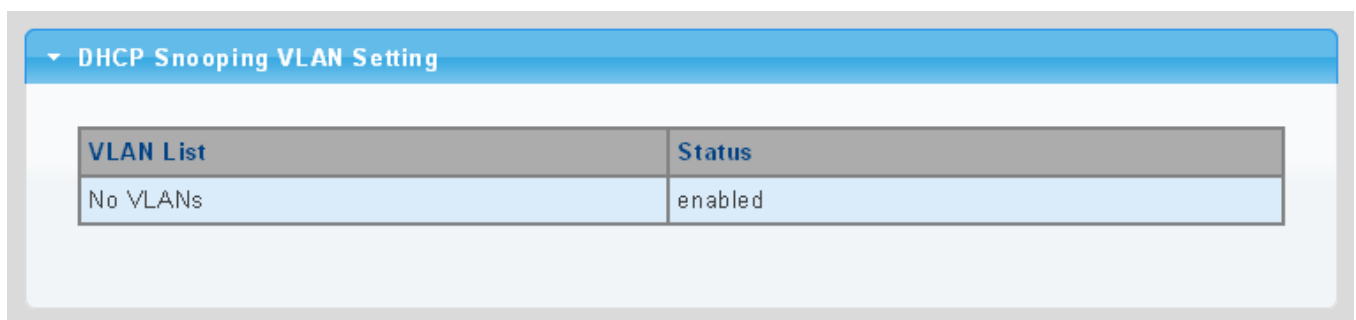 DHCP Snooping VLAN Setting
VLAN List Status
No VLANs enabled